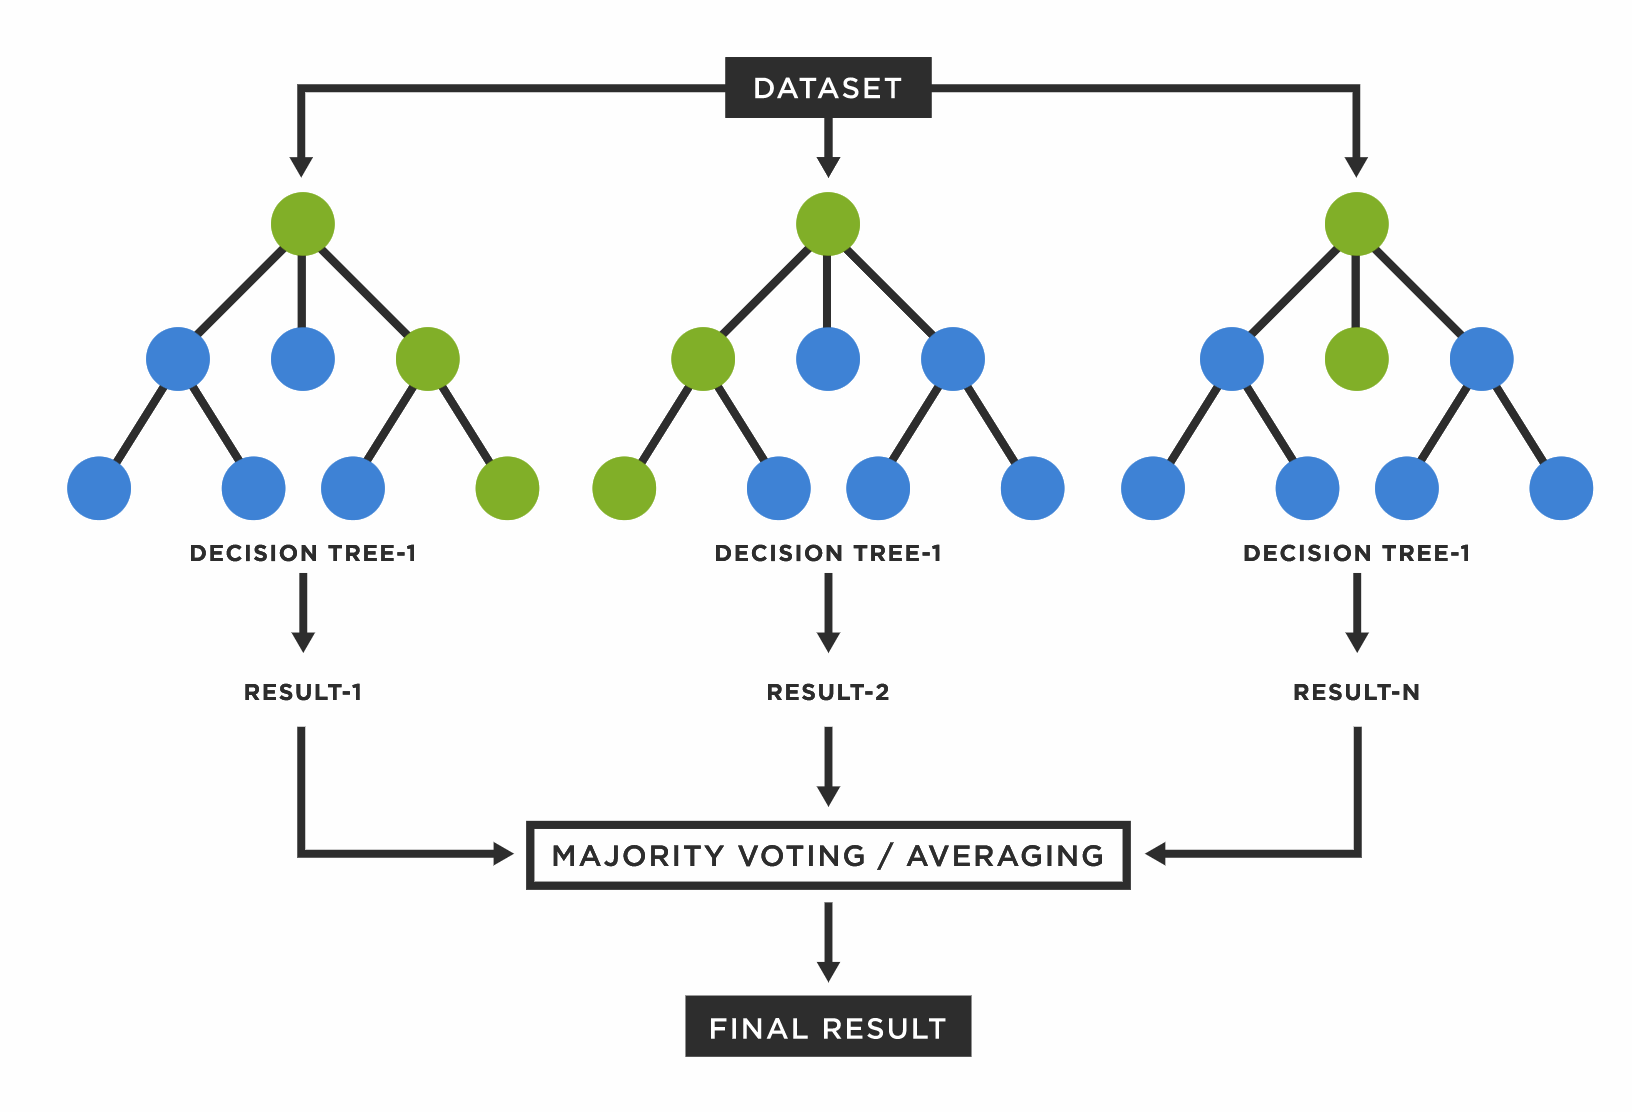 DATASET
DECISION TREE-1
DECISION TREE-1
DECISION TREE-1
RESULT-1
RESULT-2
RESULT-N
MAJORITY VOTING / AVERAGING
FINAL RESULT